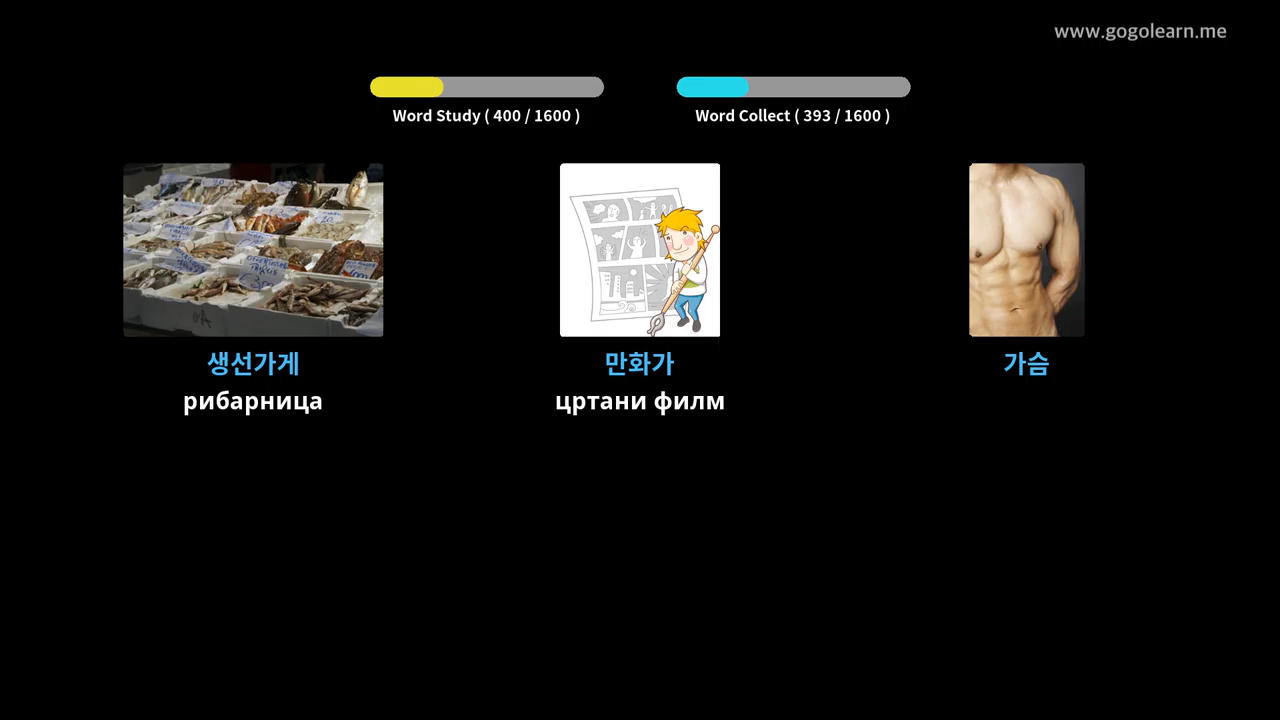 www.gogolearn.me
Word Study ( 400 / 1600 )
Word Collect ( 393 / 1600 )
생선가게
만화가
가슴
рибарница
цртани филм